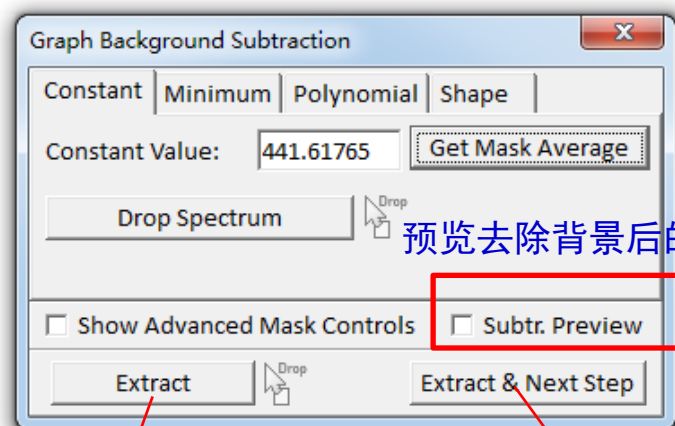 Graph Background Subtraction
Constant Minimum Polynomial Shape
Constant Value: 441.61765 Get Mask Average
Drop Spectrum Drop
预览去除背景后的
Show Advanced Mask Controls Subtr. Preview
Extract Drop Extract & Next Step